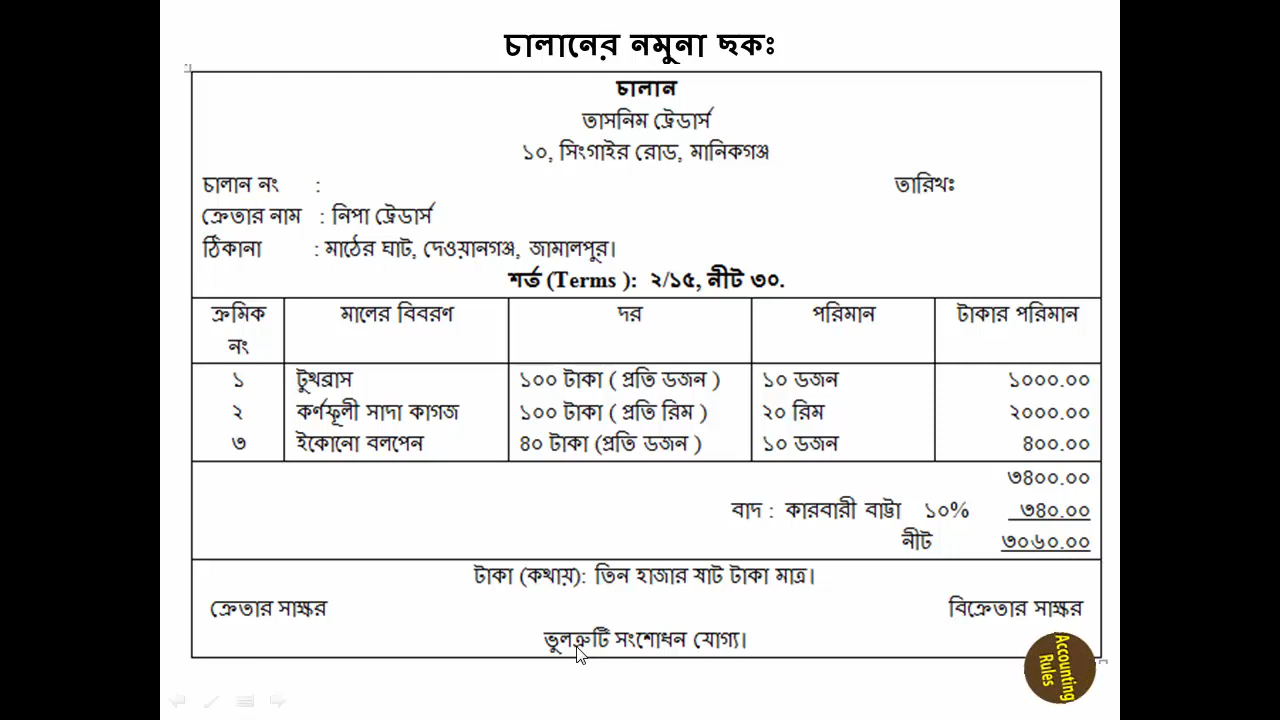 চালানের নমুনা ছকঃ
চালান
তাসনিম ট্রেডার্স
১০, সিংগাইর রোড, মানিকগঞ্জ
চালান নং : তারিখঃ
ক্রেতার নাম : নিপা ট্রেডার্স
ঠিকানা : মাঠের ঘাট, দেওয়ানগঞ্জ, জামালপুর।
শর্ত (Terms ): ২/১৫, নীট ৩০.
ক্রমিক নং মালের বিবরণ দর পরিমান টাকার পরিমান
১ টুথব্রাস ১০০ টাকা ( প্রতি ডজন ) ১০ ডজন ১০০০.০০
২ কর্ণফূলী সাদা কাগজ ১০০ টাকা ( প্রতি রিম ) ২০ রিম ২০০০.০০
৩ ইকোনো বলপেন ৪০ টাকা (প্রতি ডজন ) ১০ ডজন ৪০০.০০
৩৪০০.০০
বাদ : কারবারী বাট্টা ১০% ৩৪০.০০
নীট ৩০৬০.০০
টাকা (কথায়): তিন হাজার ষাট টাকা মাত্র।
ক্রেতার সাক্ষর বিক্রেতার সাক্ষর
ভুলত্রুটি সংশোধন যোগ্য।
Accounting
Rules